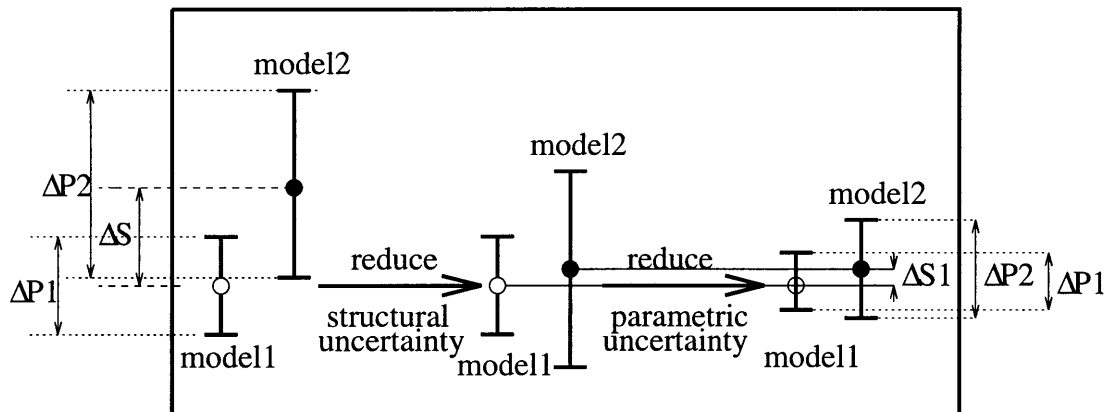 model2
model2
model2
ΔP2
ΔS
ΔP1
reduce
reduce
ΔS1
ΔP2
ΔP1
structural
uncertainty
parametric
uncertainty
model1
model1
model1